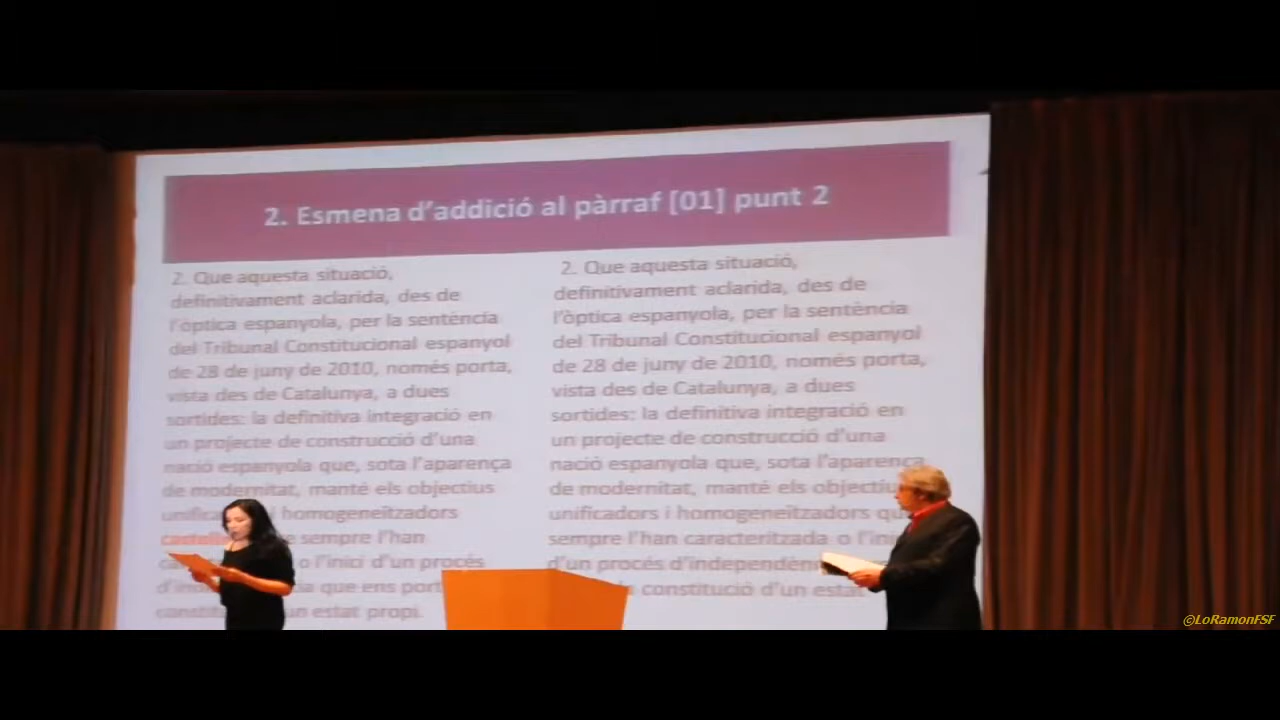 2. Esmena d'addició al pàrraf [01] punt 2
2. Que aquesta situació,
definitivament aclarida, des de
l'òptica espanyola, per la sentència
del Tribunal Constitucional espanyol
de 28 de juny de 2010, només porta,
vista des de Catalunya, a dues
sortides: la definitiva integració en
un projecte de construcció d'una
nació espanyola que, sota l'aparença
de modernitat, manté els objectius
i homogeneïtzadors
sempre l'han
o l'inici d'un procés
que ens
un estat propi.
2. Que aquesta situació,
definitivament aclarida, des de
l'òptica espanyola, per la sentència
del Tribunal Constitucional espanyol
de 28 de juny de 2010, només porta,
vista des de Catalunya, a dues
sortides: la definitiva integració en
un projecte de construcció d'una
nació espanyola que, sota l'aparença
de modernitat, manté els
unificadors i homogeneïtzadors
sempre l'han caracteritzada o
d'un procés
constitució d'un estat
©LoRamonFSF